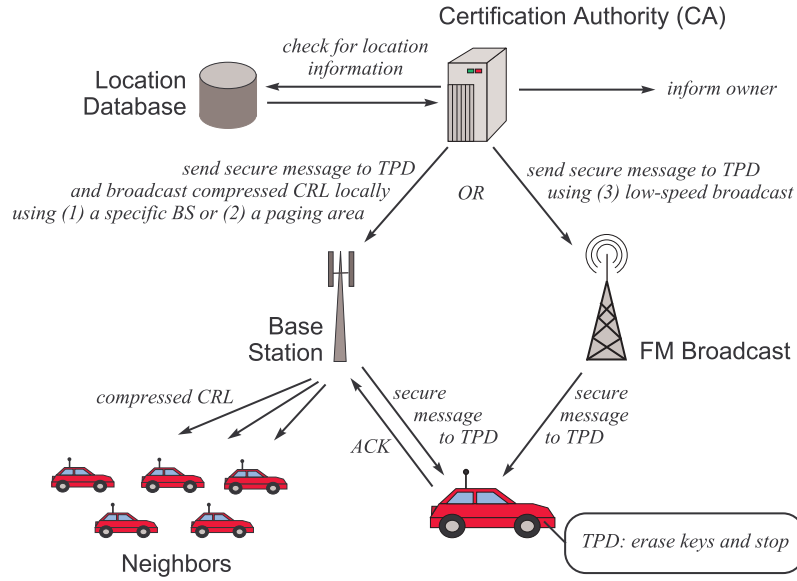 Certification Authority (CA)
check for location
information
Location
Database
inform owner
send secure message to TPD
and broadcast compressed CRL locally
using (1) a specific BS or (2) a paging area
OR
send secure message to TPD
using (3) low-speed broadcast
Base
Station
FM Broadcast
compressed CRL
secure
message
to TPD
ACK
secure
message
to TPD
Neighbors
TPD: erase keys and stop